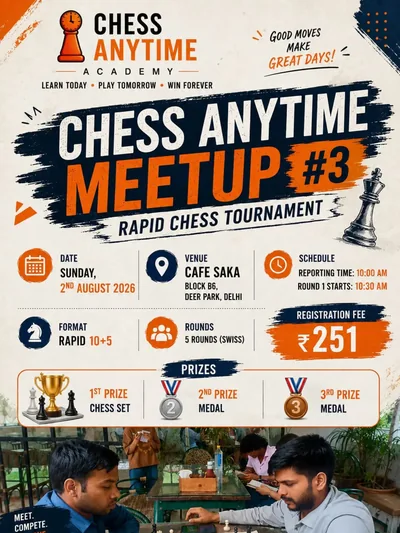 CHESS
ANYTIME
ACADEMY
LEARN TODAY • PLAY TOMORROW • WIN FOREVER
GOOD MOVES
MAKE
GREAT DAYS!
CHESS ANYTIME
MEETUP #3
RAPID CHESS TOURNAMENT
DATE
SUNDAY,
2ND AUGUST 2026
VENUE
CAFE SAKA
BLOCK B6,
DEER PARK, DELHI
SCHEDULE
REPORTING TIME: 10:00 AM
ROUND 1 STARTS: 10:30 AM
FORMAT
RAPID 10+5
ROUNDS
5 ROUNDS (SWISS)
REGISTRATION FEE
₹251
PRIZES
1ST PRIZE
CHESS SET
2
2ND PRIZE
MEDAL
3
3RD PRIZE
MEDAL
MEET.
COMPETE.